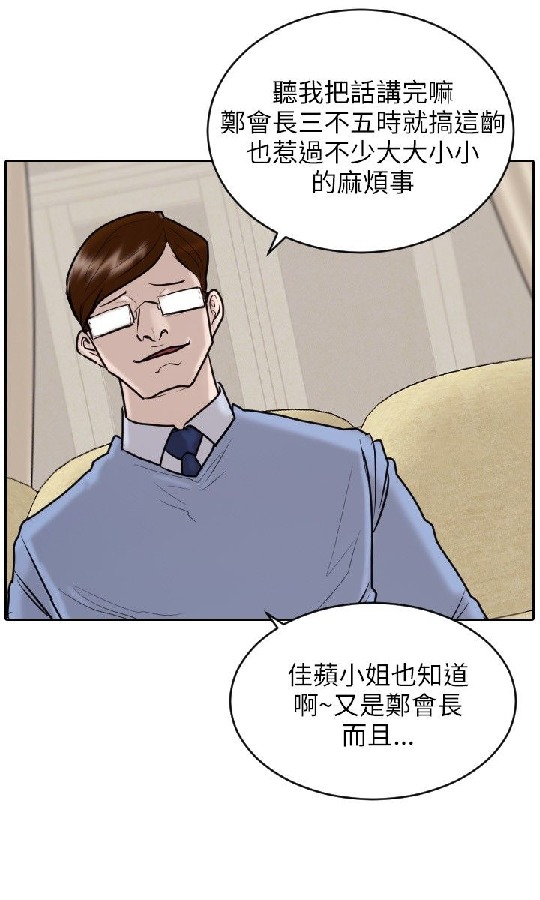 聽我把話講完嘛
鄭會長三不五時就搞這齣
也惹過不少大大小小
的麻煩事
佳蘋小姐也知道
啊~又是鄭會長
而且...